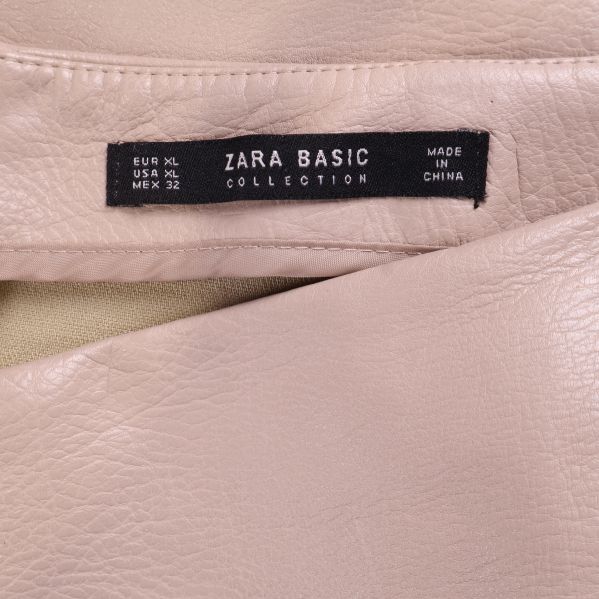 EUR XL
USA XL
MEX 32
ZARA BASIC
COLLECTION
MADE
IN
CHINA